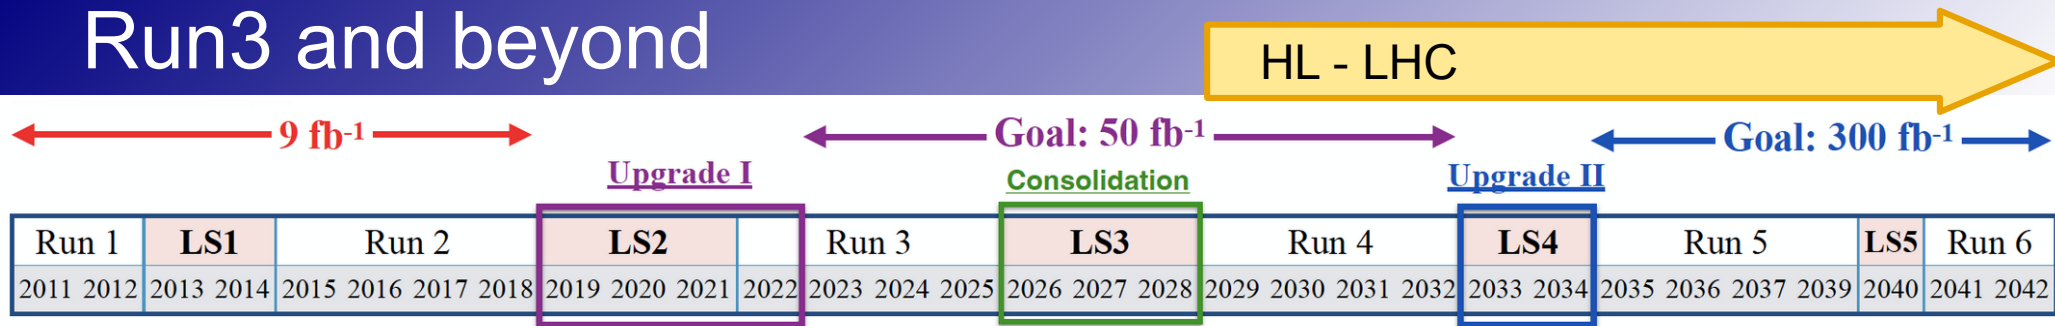 Run3 and beyond
HL - LHC
9 fb-1
Goal: 50 fb-1
Goal: 300 fb-1
Upgrade I
Consolidation
Upgrade II
Run 1 LS1 Run 2 LS2 Run 3 LS3 Run 4 LS4 Run 5 LS5 Run 6
2011 2012 2013 2014 2015 2016 2017 2018 2019 2020 2021 2022 2023 2024 2025 2026 2027 2028 2029 2030 2031 2032 2033 2034 2035 2036 2037 2039 2040 2041 2042